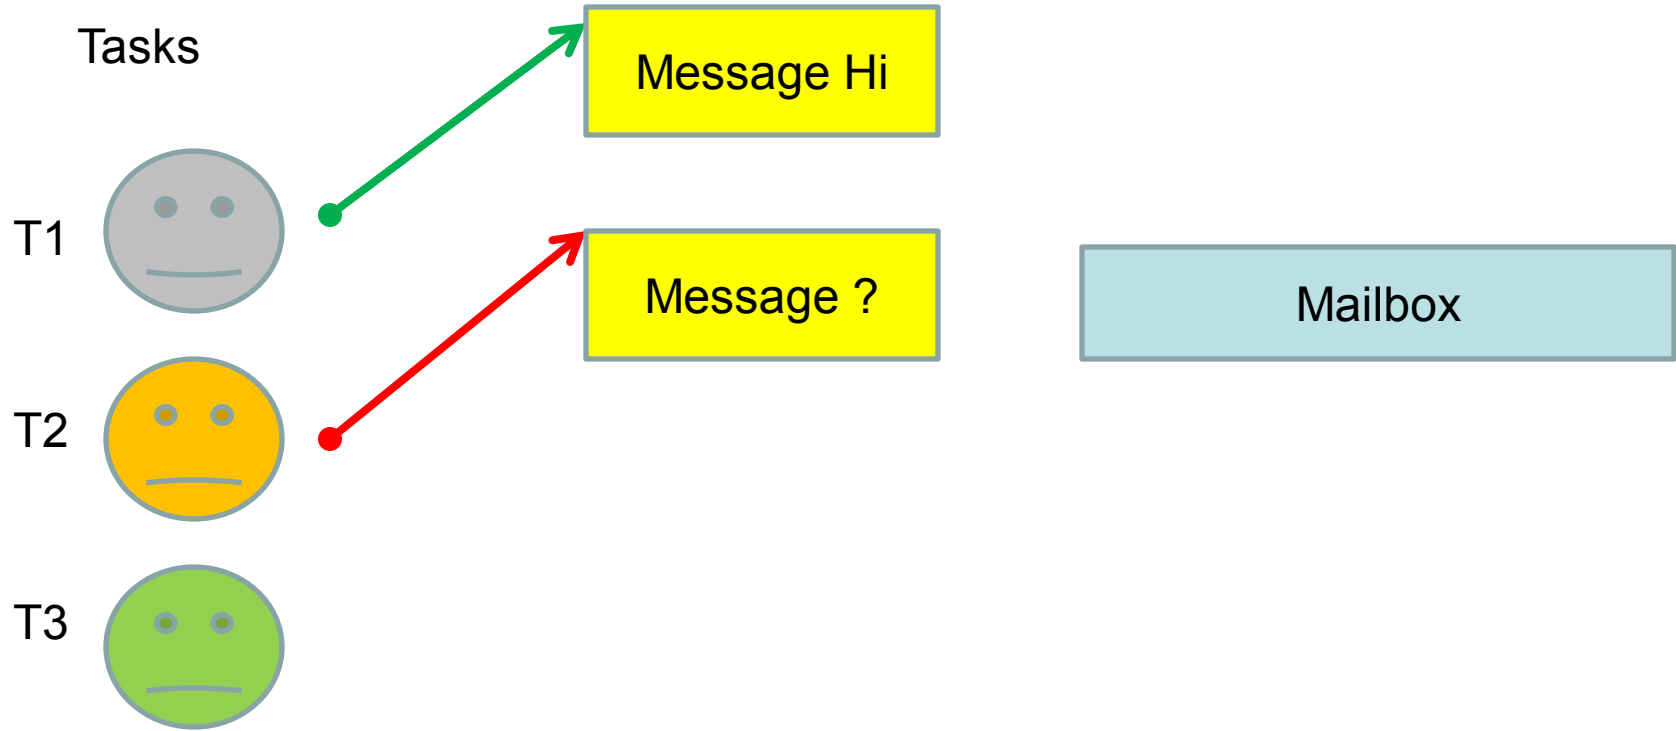 Tasks
Message Hi
T1
Message ?
Mailbox
T2
T3